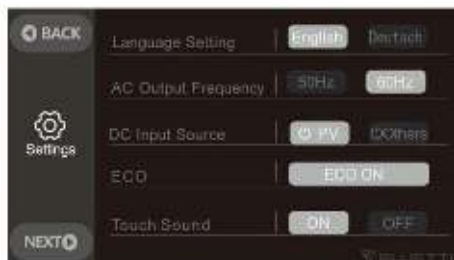 BACK
Settings
NEXT
Language Setting English Deutsch
AC Output Frequency 50Hz 60Hz
DC Input Source PV Others
ECO ECO ON
Touch Sound ON OFF